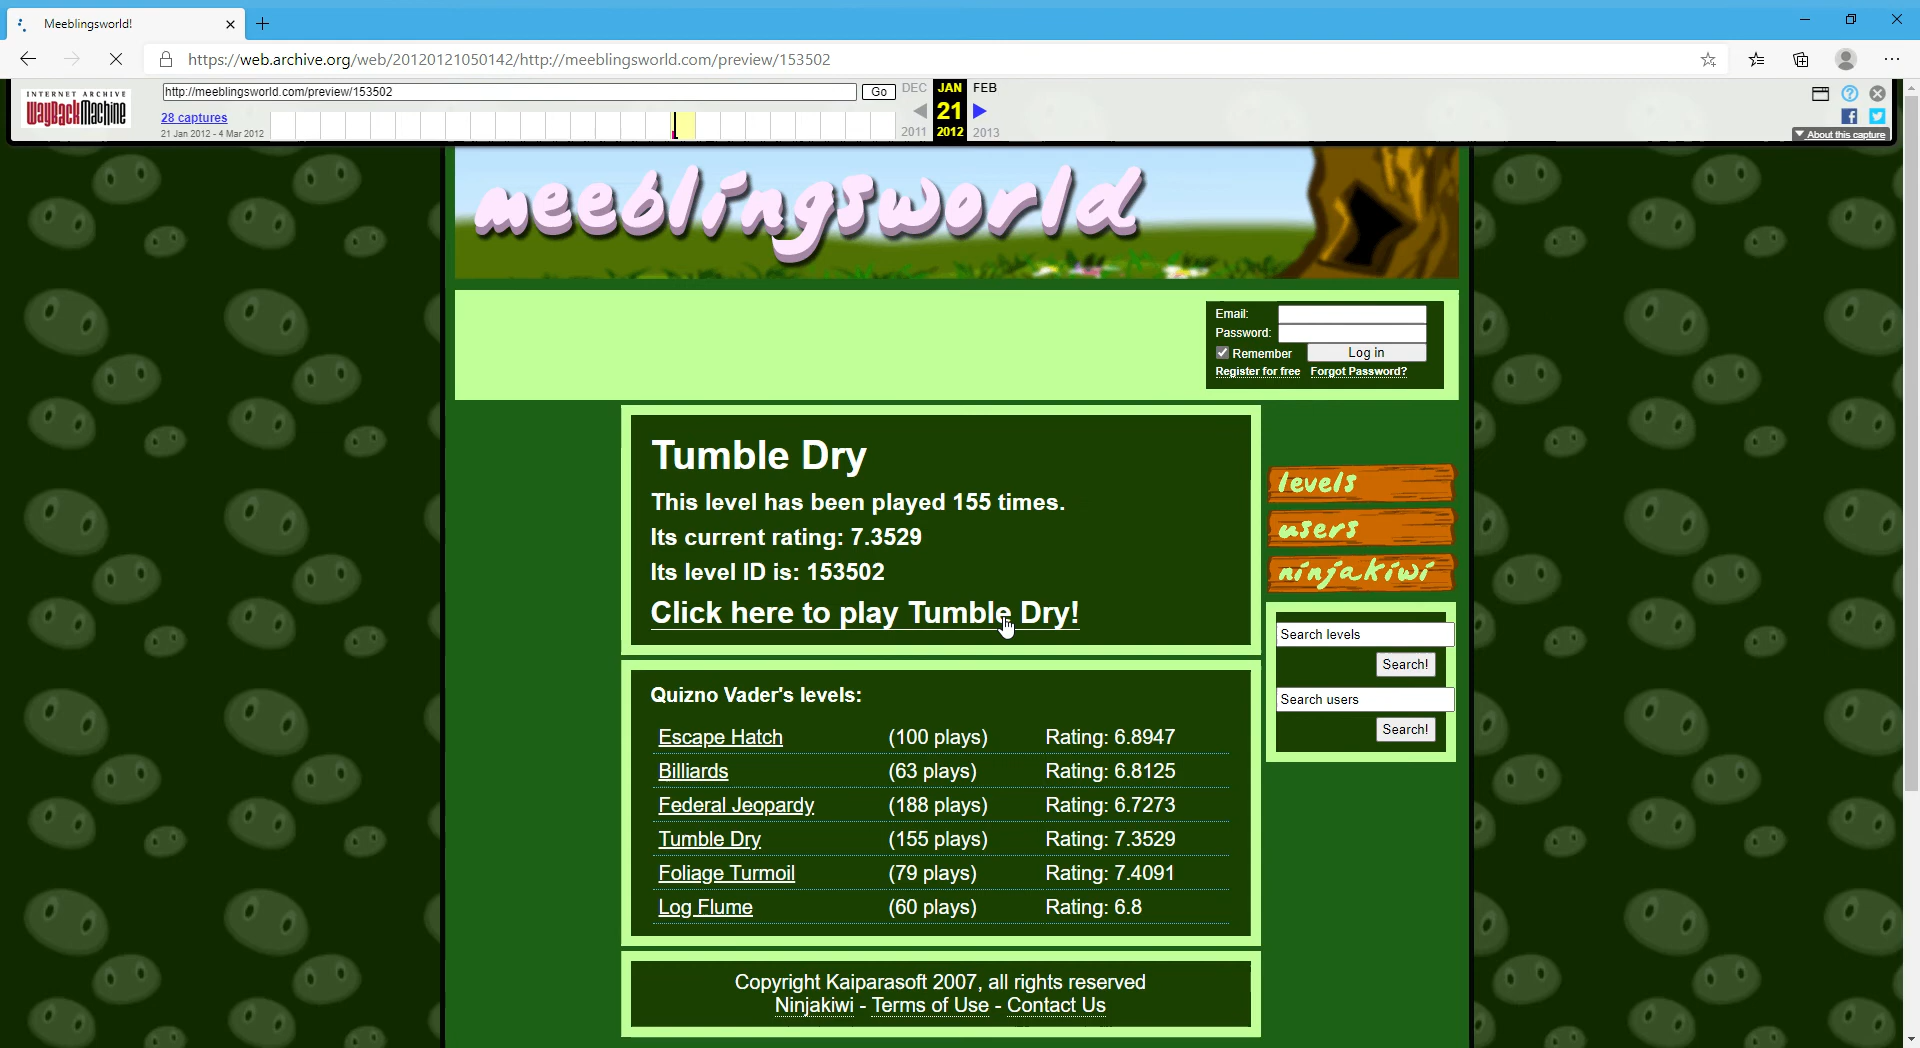 Meeblingsworld!
https://web.archive.org/web/20120121050142/http://meeblingsworld.com/preview/153502
INTERNET ARCHIVE
WayBackMachine
http://meeblingsworld.com/preview/153502
Go
DEC JAN FEB
28 captures
21
21 Jan 2012 - 4 Mar 2012
2011 2012 2013
About this capture
meeblingsworld
Email:
Password:
Remember
Log in
Register for free Forgot Password?
Tumble Dry
This level has been played 155 times.
Its current rating: 7.3529
Its level ID is: 153502
Click here to play Tumble Dry!
levels
users
ninjakiwi
Search levels
Search!
Search users
Search!
Quizno Vader's levels:
Escape Hatch (100 plays) Rating: 6.8947
Billiards (63 plays) Rating: 6.8125
Federal Jeopardy (188 plays) Rating: 6.7273
Tumble Dry (155 plays) Rating: 7.3529
Foliage Turmoil (79 plays) Rating: 7.4091
Log Flume (60 plays) Rating: 6.8
Copyright Kaiparasoft 2007, all rights reserved
Ninjakiwi - Terms of Use - Contact Us